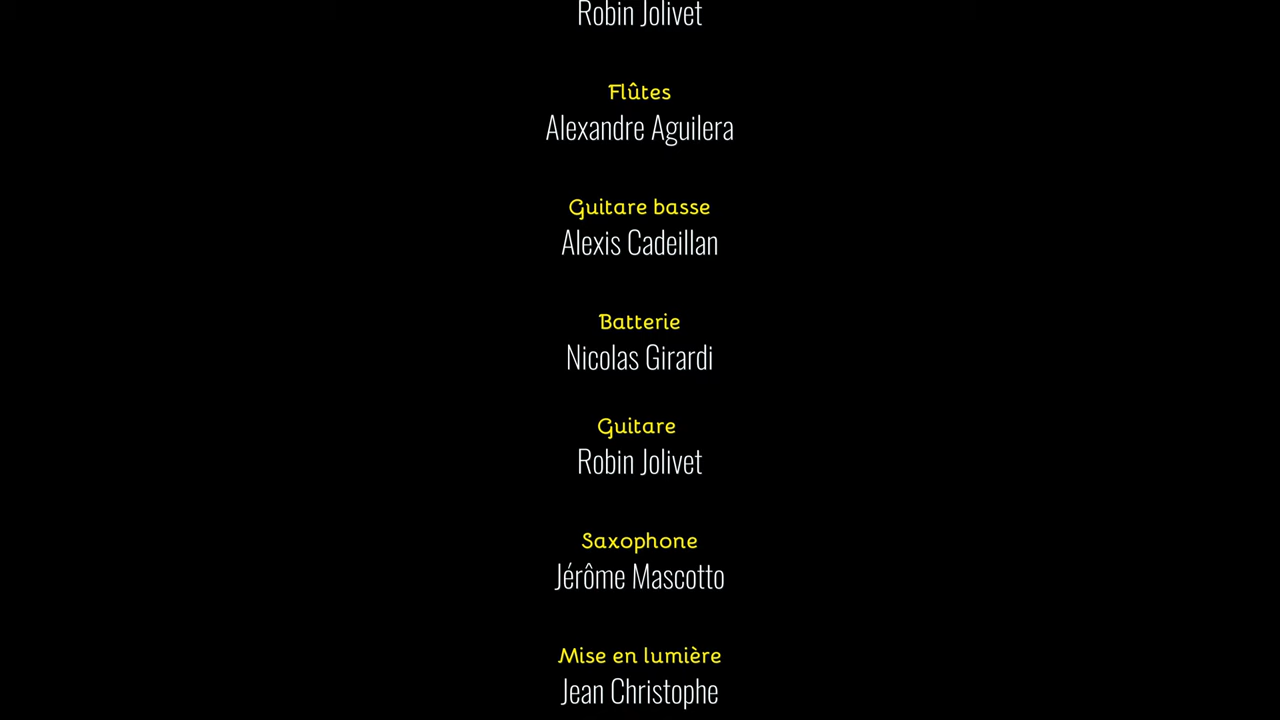 Robin Jolivet
Flûtes
Alexandre Aguilera
Guitare basse
Alexis Cadeillan
Batterie
Nicolas Girardi
Guitare
Robin Jolivet
Saxophone
Jérôme Mascotto
Mise en lumière
Jean Christophe